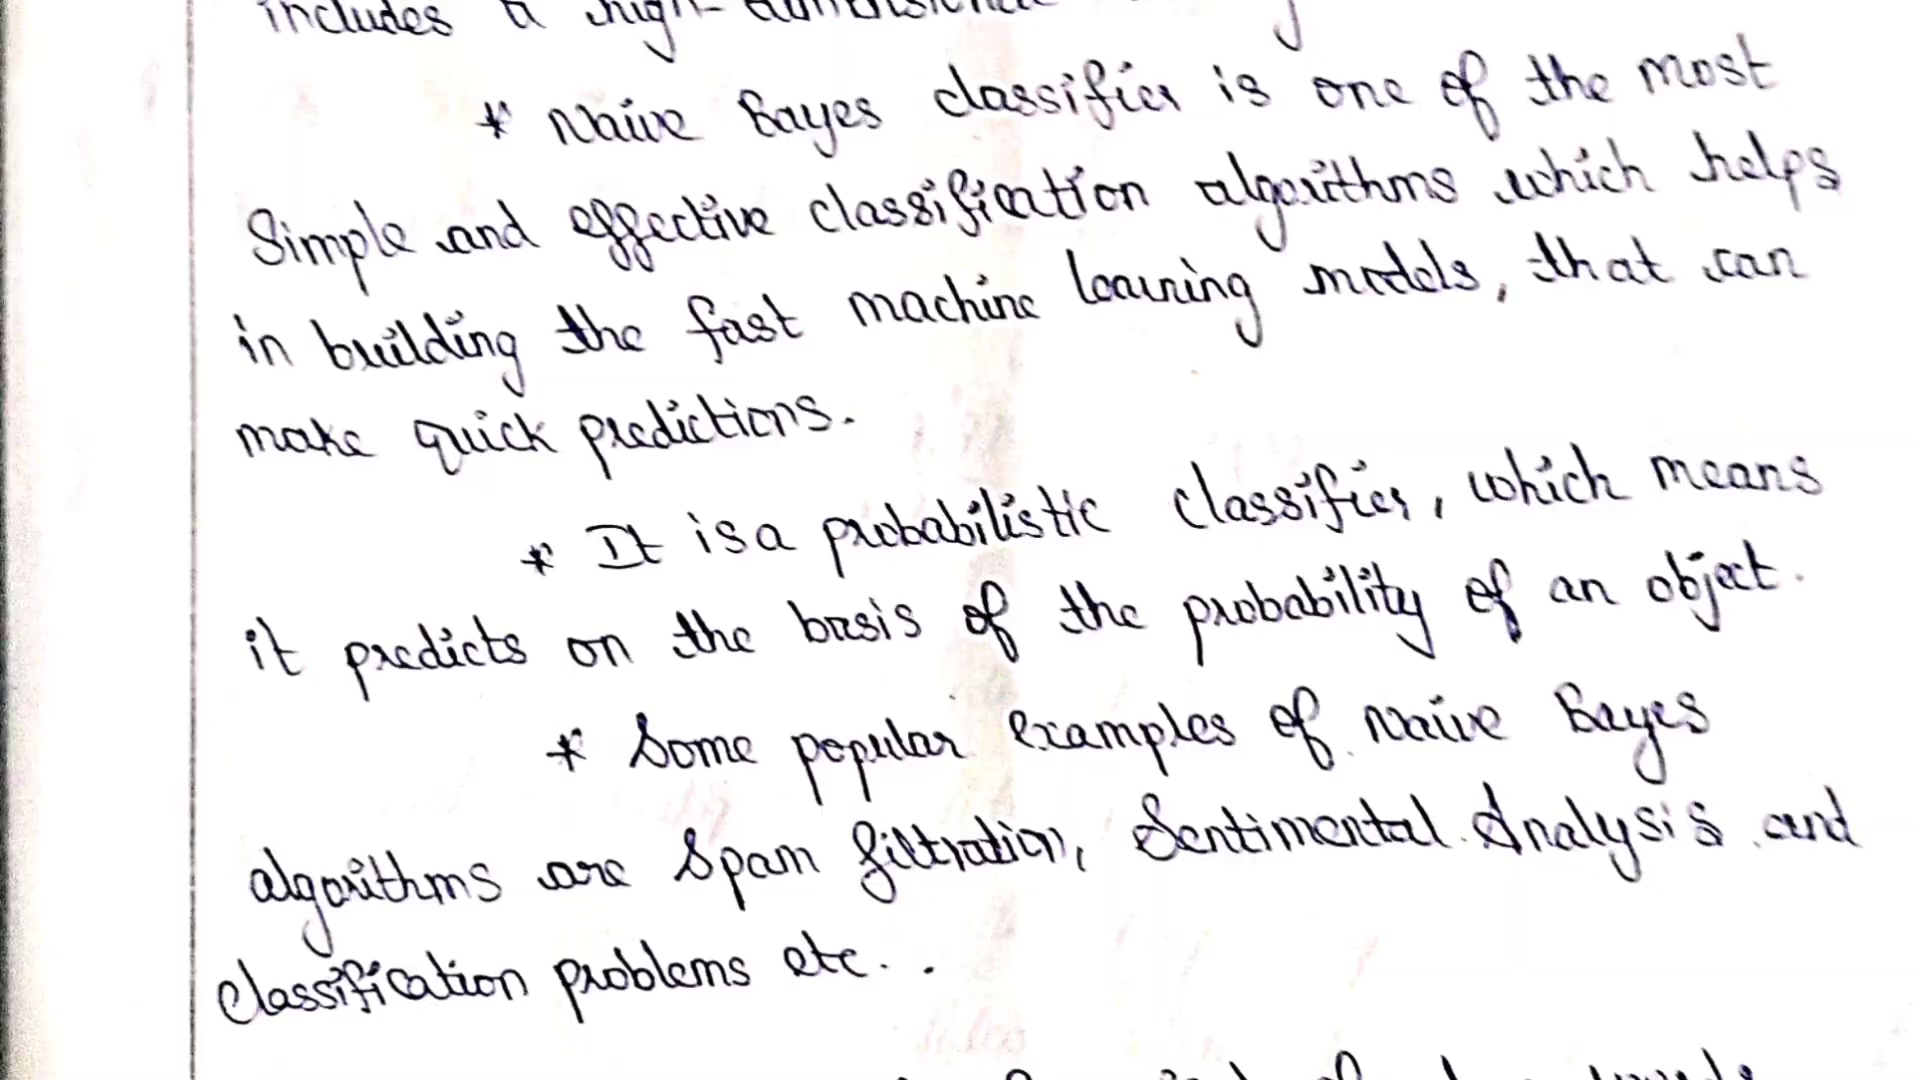 includes a high-dimensional
* Naive Bayes classifier is one of the most
Simple and effective classification algorithms which helps
in building the fast machine learning models, that can
make quick predictions.
* It is a probabilistic classifier, which means
it predicts on the basis of the probability of an object.
* Some popular examples of Naive Bayes
algorithms are Spam filtration, Sentimental Analysis and
Classification problems etc..